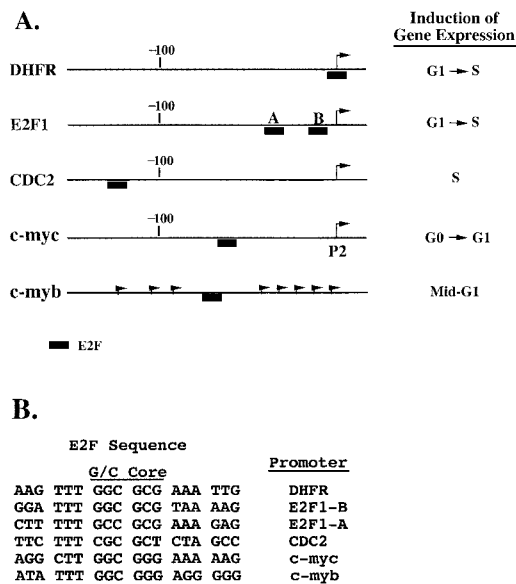 A.
Induction of
Gene Expression
-100
DHFR
G1 → S
-100
E2F1
A
B
G1 → S
-100
CDC2
S
-100
c-myc
P2
G0 → G1
c-myb
Mid-G1
E2F
B.
E2F Sequence
G/C Core
Promoter
AAG TTT GGC GCG AAA TTG DHFR
GGA TTT GGC GCG TAA AAG E2F1-B
CTT TTT GCC GCG AAA GAG E2F1-A
TTC TTT CGC GCT CTA GCC CDC2
AGG CTT GGC GGG AAA AAG c-myc
ATA TTT GGC GGG AGG GGG c-myb